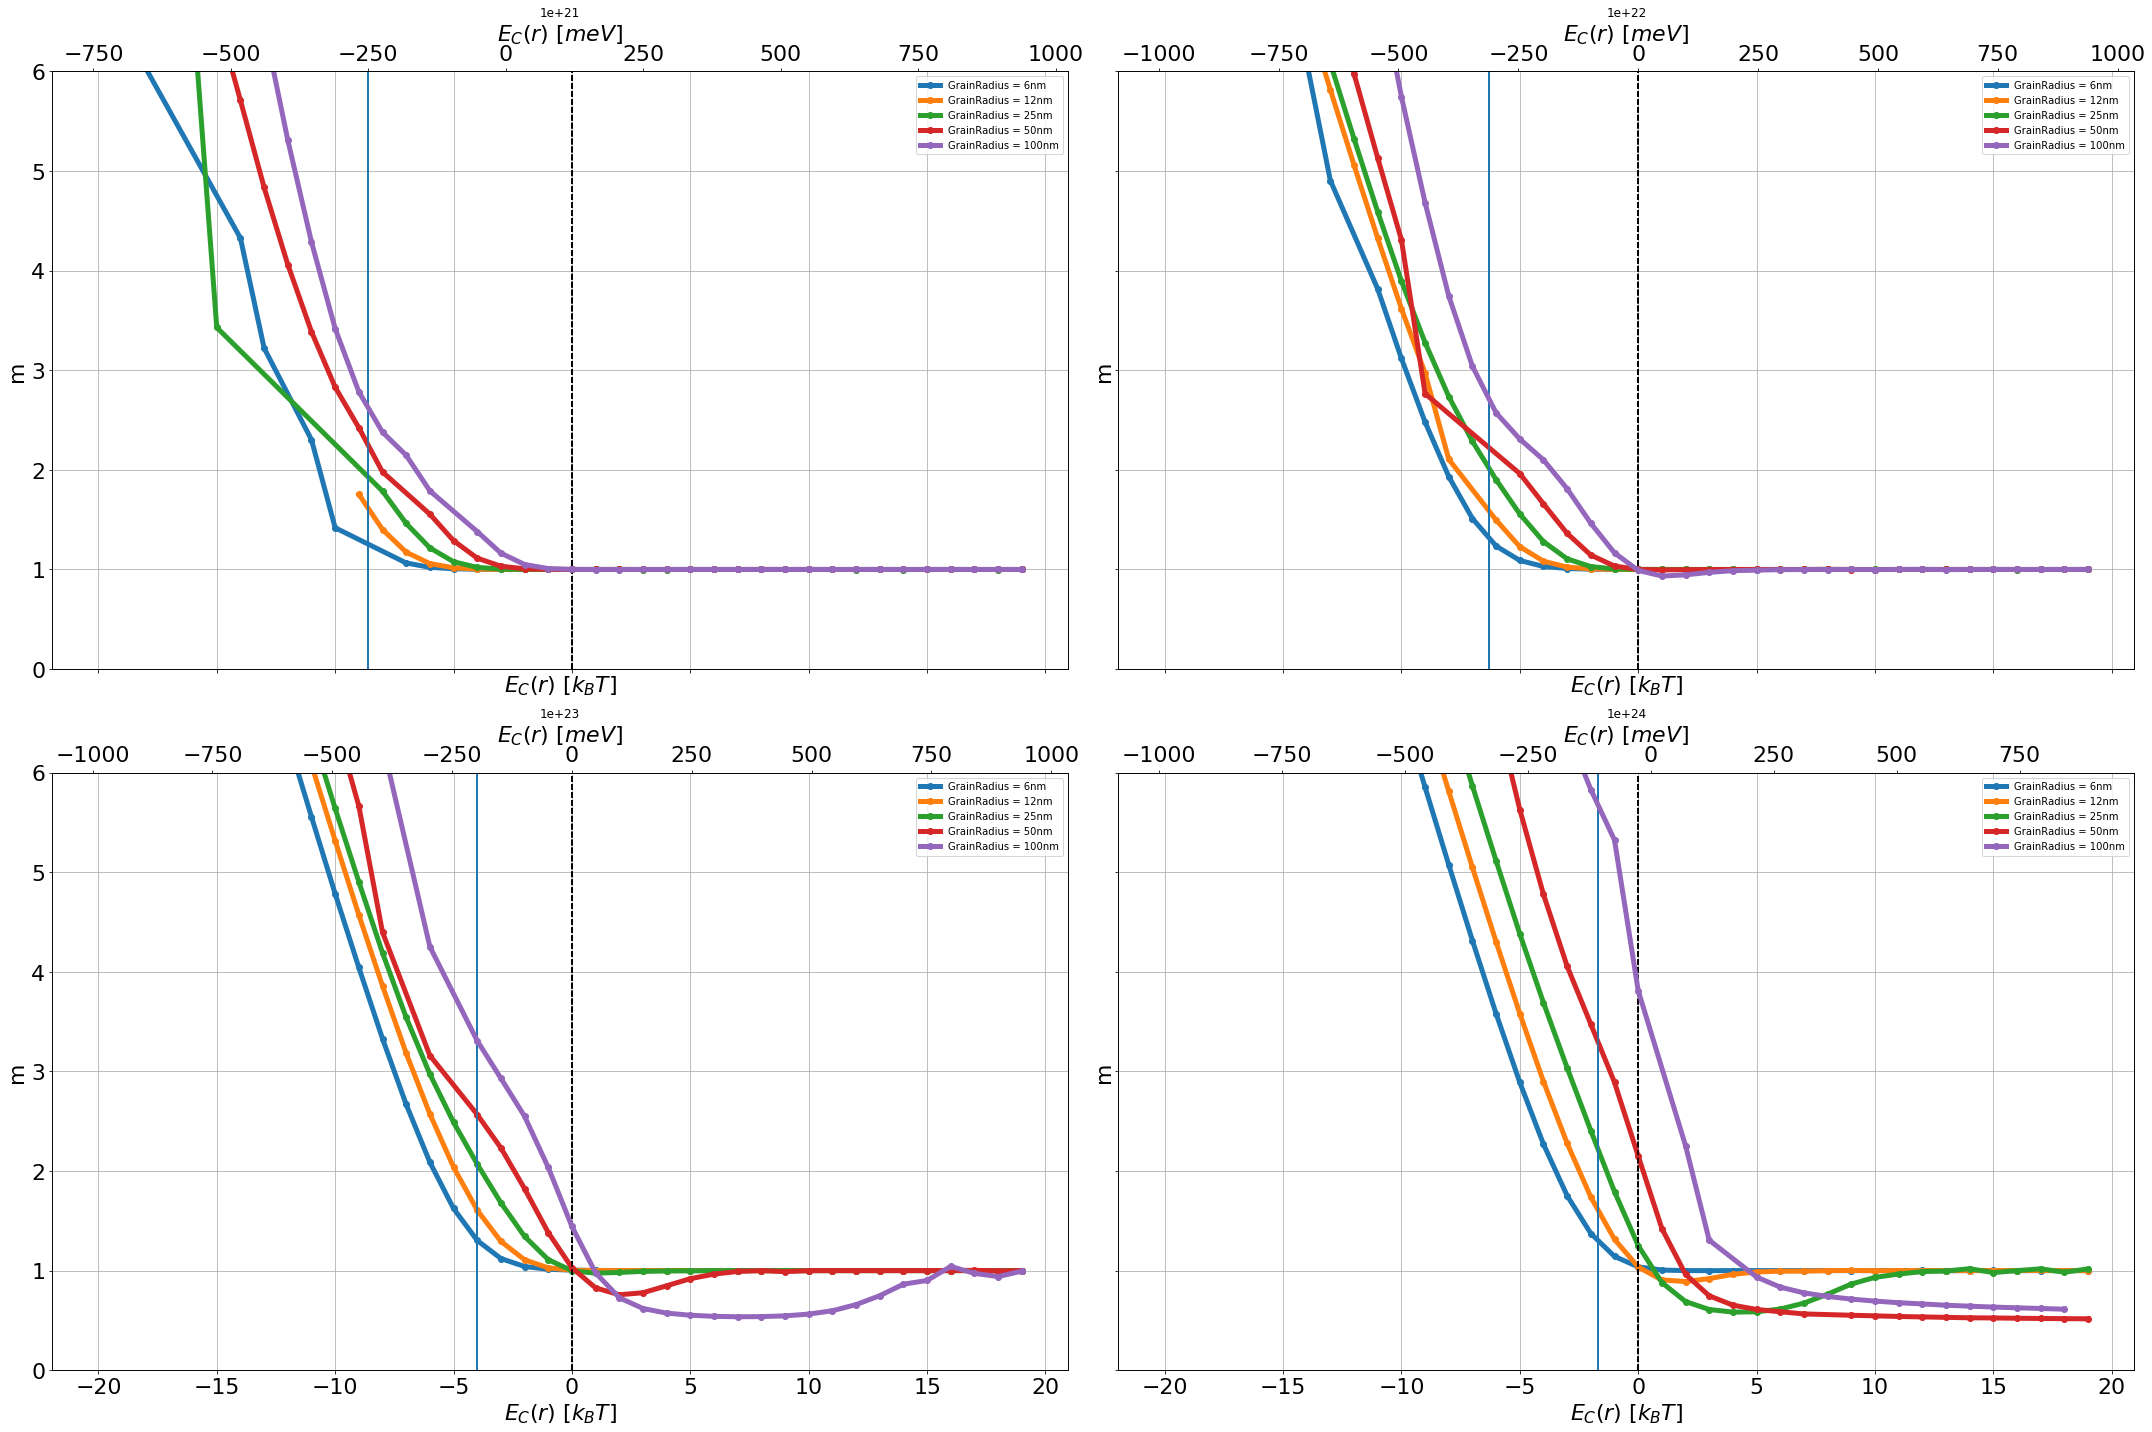 1e+21
E_C(r) [meV]
−750 −500 −250 0 250 500 750 1000
6
5
4
3
2
1
0
m
GrainRadius = 6nm
GrainRadius = 12nm
GrainRadius = 25nm
GrainRadius = 50nm
GrainRadius = 100nm
E_C(r) [k_BT]
1e+22
E_C(r) [meV]
−1000 −750 −500 −250 0 250 500 750 1000
m
GrainRadius = 6nm
GrainRadius = 12nm
GrainRadius = 25nm
GrainRadius = 50nm
GrainRadius = 100nm
E_C(r) [k_BT]
1e+23
E_C(r) [meV]
−1000 −750 −500 −250 0 250 500 750 1000
6
5
4
3
2
1
0
m
GrainRadius = 6nm
GrainRadius = 12nm
GrainRadius = 25nm
GrainRadius = 50nm
GrainRadius = 100nm
−20 −15 −10 −5 0 5 10 15 20
E_C(r) [k_BT]
1e+24
E_C(r) [meV]
−1000 −750 −500 −250 0 250 500 750
m
GrainRadius = 6nm
GrainRadius = 12nm
GrainRadius = 25nm
GrainRadius = 50nm
GrainRadius = 100nm
−20 −15 −10 −5 0 5 10 15 20
E_C(r) [k_BT]